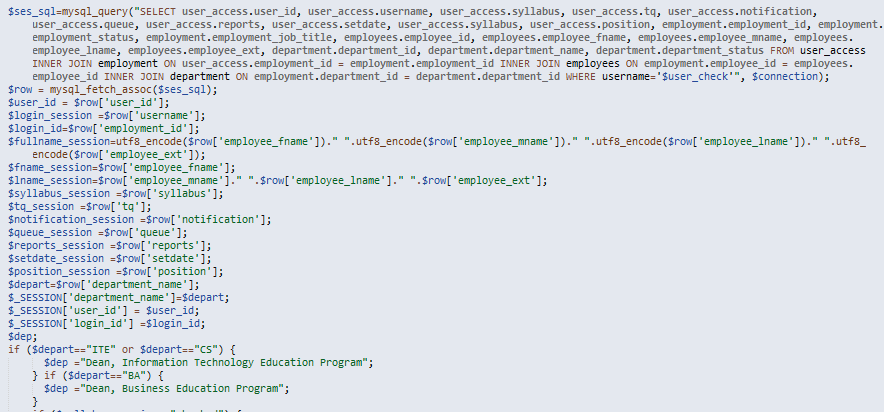 $ses_sql=mysql_query("SELECT user_access.user_id, user_access.username, user_access.syllabus, user_access.tq, user_access.notification,
user_access.queue, user_access.reports, user_access.setdate, user_access.syllabus, user_access.position, employment.employment_id, employment.
employment_status, employment.employment_job_title, employees.employee_id, employees.employee_fname, employees.employee_mname, employees.
employee_lname, employees.employee_ext, department.department_id, department.department_name, department.department_status FROM user_access
INNER JOIN employment ON user_access.employment_id = employment.employment_id INNER JOIN employees ON employment.employee_id = employees.
employee_id INNER JOIN department ON employment.department_id = department.department_id WHERE username='$user_check'", $connection);
$row = mysql_fetch_assoc($ses_sql);
$user_id = $row['user_id'];
$login_session =$row['username'];
$login_id=$row['employment_id'];
$fullname_session=utf8_encode($row['employee_fname'])." ".utf8_encode($row['employee_mname'])." ".utf8_encode($row['employee_lname'])." ".utf8_
encode($row['employee_ext']);
$fname_session=$row['employee_fname'];
$lname_session=$row['employee_mname']." ".$row['employee_lname']." ".$row['employee_ext'];
$syllabus_session =$row['syllabus'];
$tq_session =$row['tq'];
$notification_session =$row['notification'];
$queue_session =$row['queue'];
$reports_session =$row['reports'];
$setdate_session =$row['setdate'];
$position_session =$row['position'];
$depart=$row['department_name'];
$_SESSION['department_name']=$depart;
$_SESSION['user_id'] = $user_id;
$_SESSION['login_id'] =$login_id;
$dep;
if ($depart=="ITE" or $depart=="CS") {
$dep ="Dean, Information Technology Education Program";
} if ($depart=="BA") {
$dep ="Dean, Business Education Program";
}